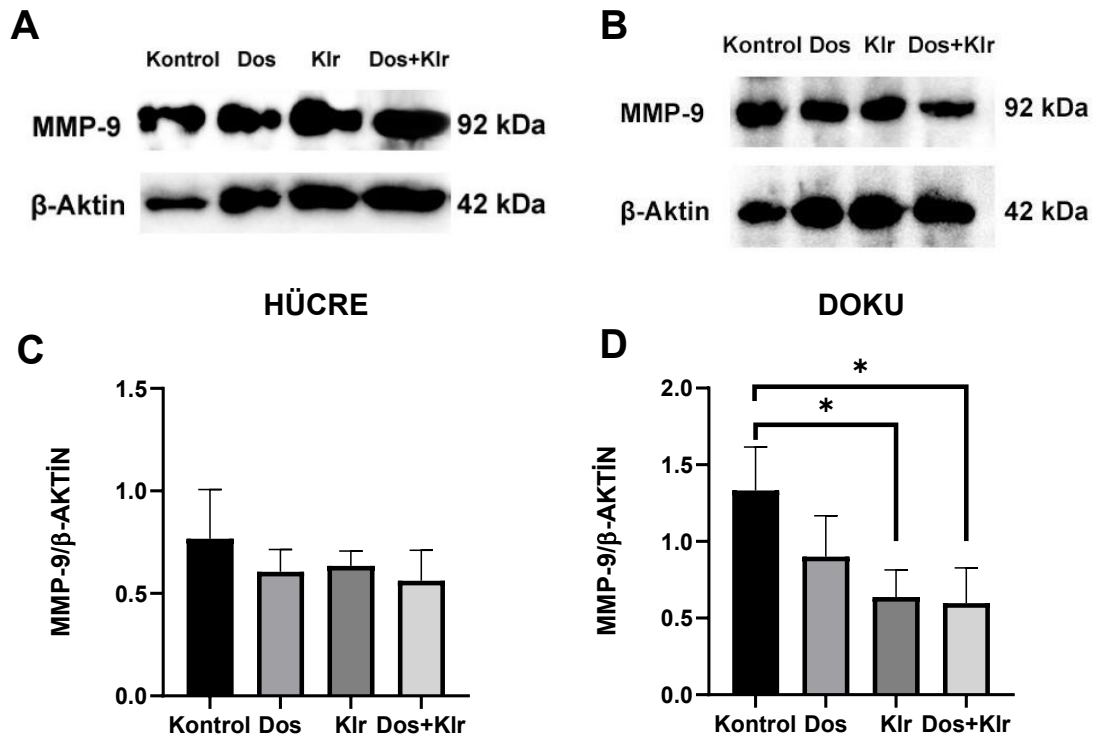 A
Kontrol Dos Klr Dos+Klr
MMP-9 92 kDa
β-Aktin 42 kDa
B
Kontrol Dos Klr Dos+Klr
MMP-9 92 kDa
β-Aktin 42 kDa
HÜCRE
C
MMP-9/β-AKTİN
1.5
1.0
0.5
0.0
Kontrol Dos Klr Dos+Klr
DOKU
D
MMP-9/β-AKTİN
2.0
1.5
1.0
0.5
0.0
*
*
Kontrol Dos Klr Dos+Klr